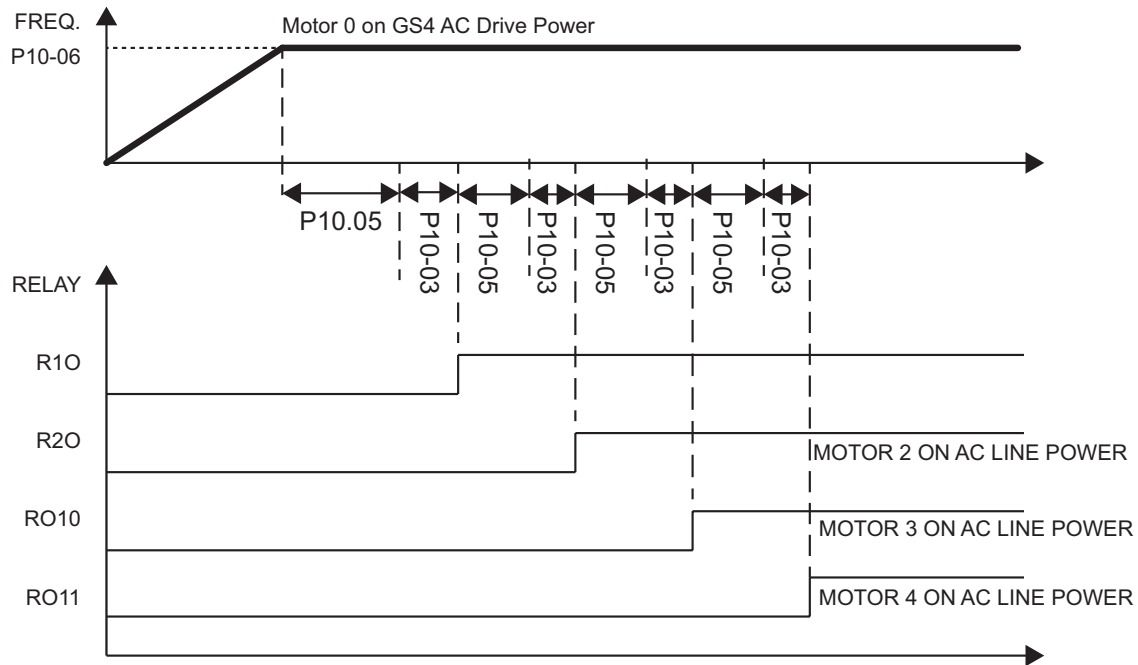 FREQ.
Motor 0 on GS4 AC Drive Power
P10-06
P10.05
P10-03
P10-05
P10-03
P10-05
P10-03
P10-05
P10-03
RELAY
R1O
R2O
MOTOR 2 ON AC LINE POWER
RO10
MOTOR 3 ON AC LINE POWER
RO11
MOTOR 4 ON AC LINE POWER